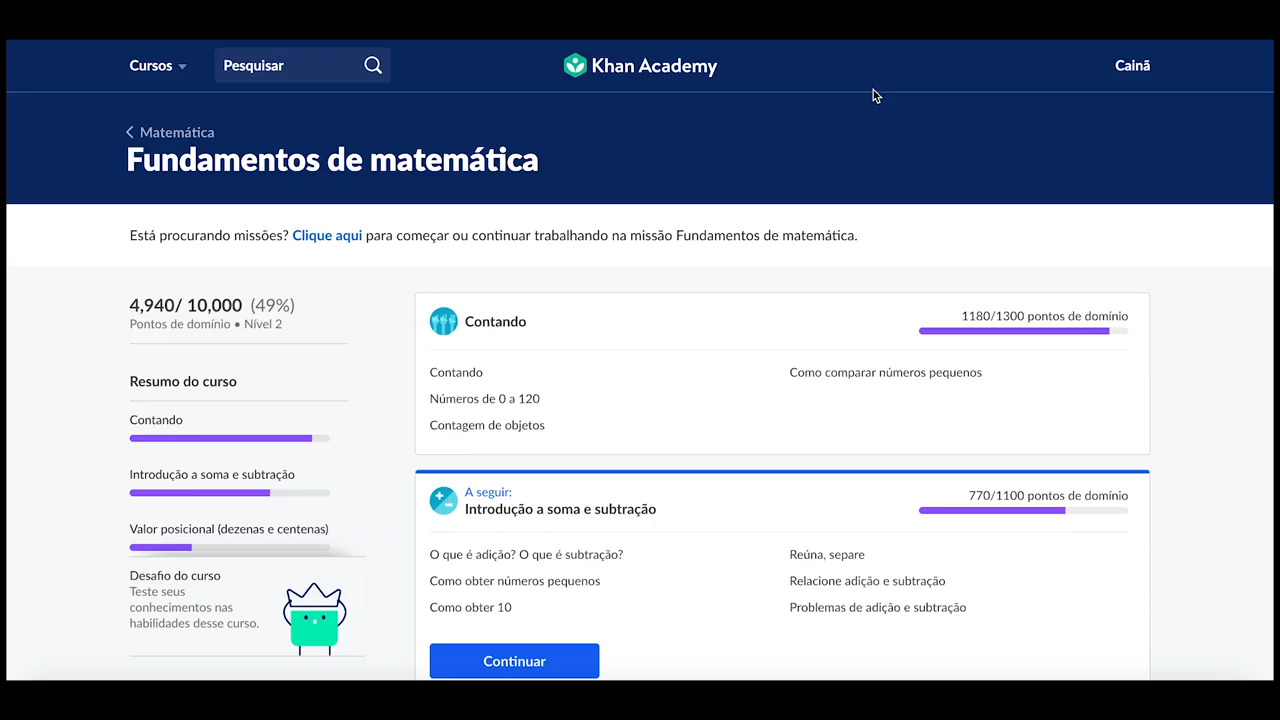 Cursos
Pesquisar
Khan Academy
Cainã
Matemática
Fundamentos de matemática
Está procurando missões? Clique aqui para começar ou continuar trabalhando na missão Fundamentos de matemática.
4,940/ 10,000 (49%)
Pontos de domínio • Nível 2
Resumo do curso
Contando
Introdução a soma e subtração
Valor posicional (dezenas e centenas)
Desafio do curso
Teste seus
conhecimentos nas
habilidades desse curso.
Contando
1180/1300 pontos de domínio
Contando
Como comparar números pequenos
Números de 0 a 120
Contagem de objetos
A seguir:
Introdução a soma e subtração
770/1100 pontos de domínio
O que é adição? O que é subtração?
Reúna, separe
Como obter números pequenos
Relacione adição e subtração
Como obter 10
Problemas de adição e subtração
Continuar